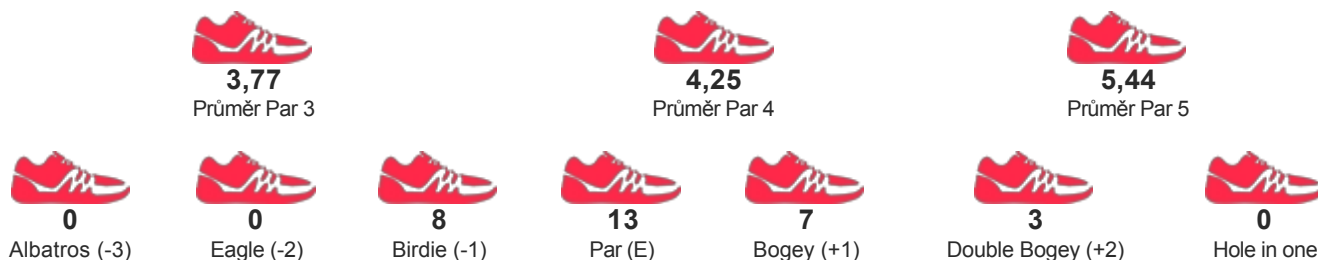 3,77 4,25 5,44
Průměr Par 3 Průměr Par 4 Průměr Par 5
0 0 8 13 7 3 0
Albatros (-3) Eagle (-2) Birdie (-1) Par (E) Bogey (+1) Double Bogey (+2) Hole in one